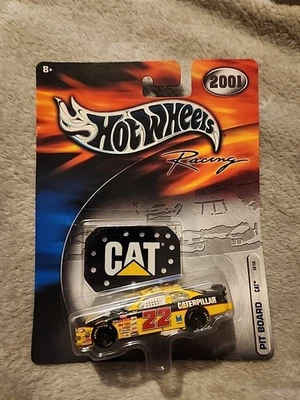 8+
2001
HOT WHEELS
Racing
CAT
CATERPILLAR
22
PIT BOARD
CAT